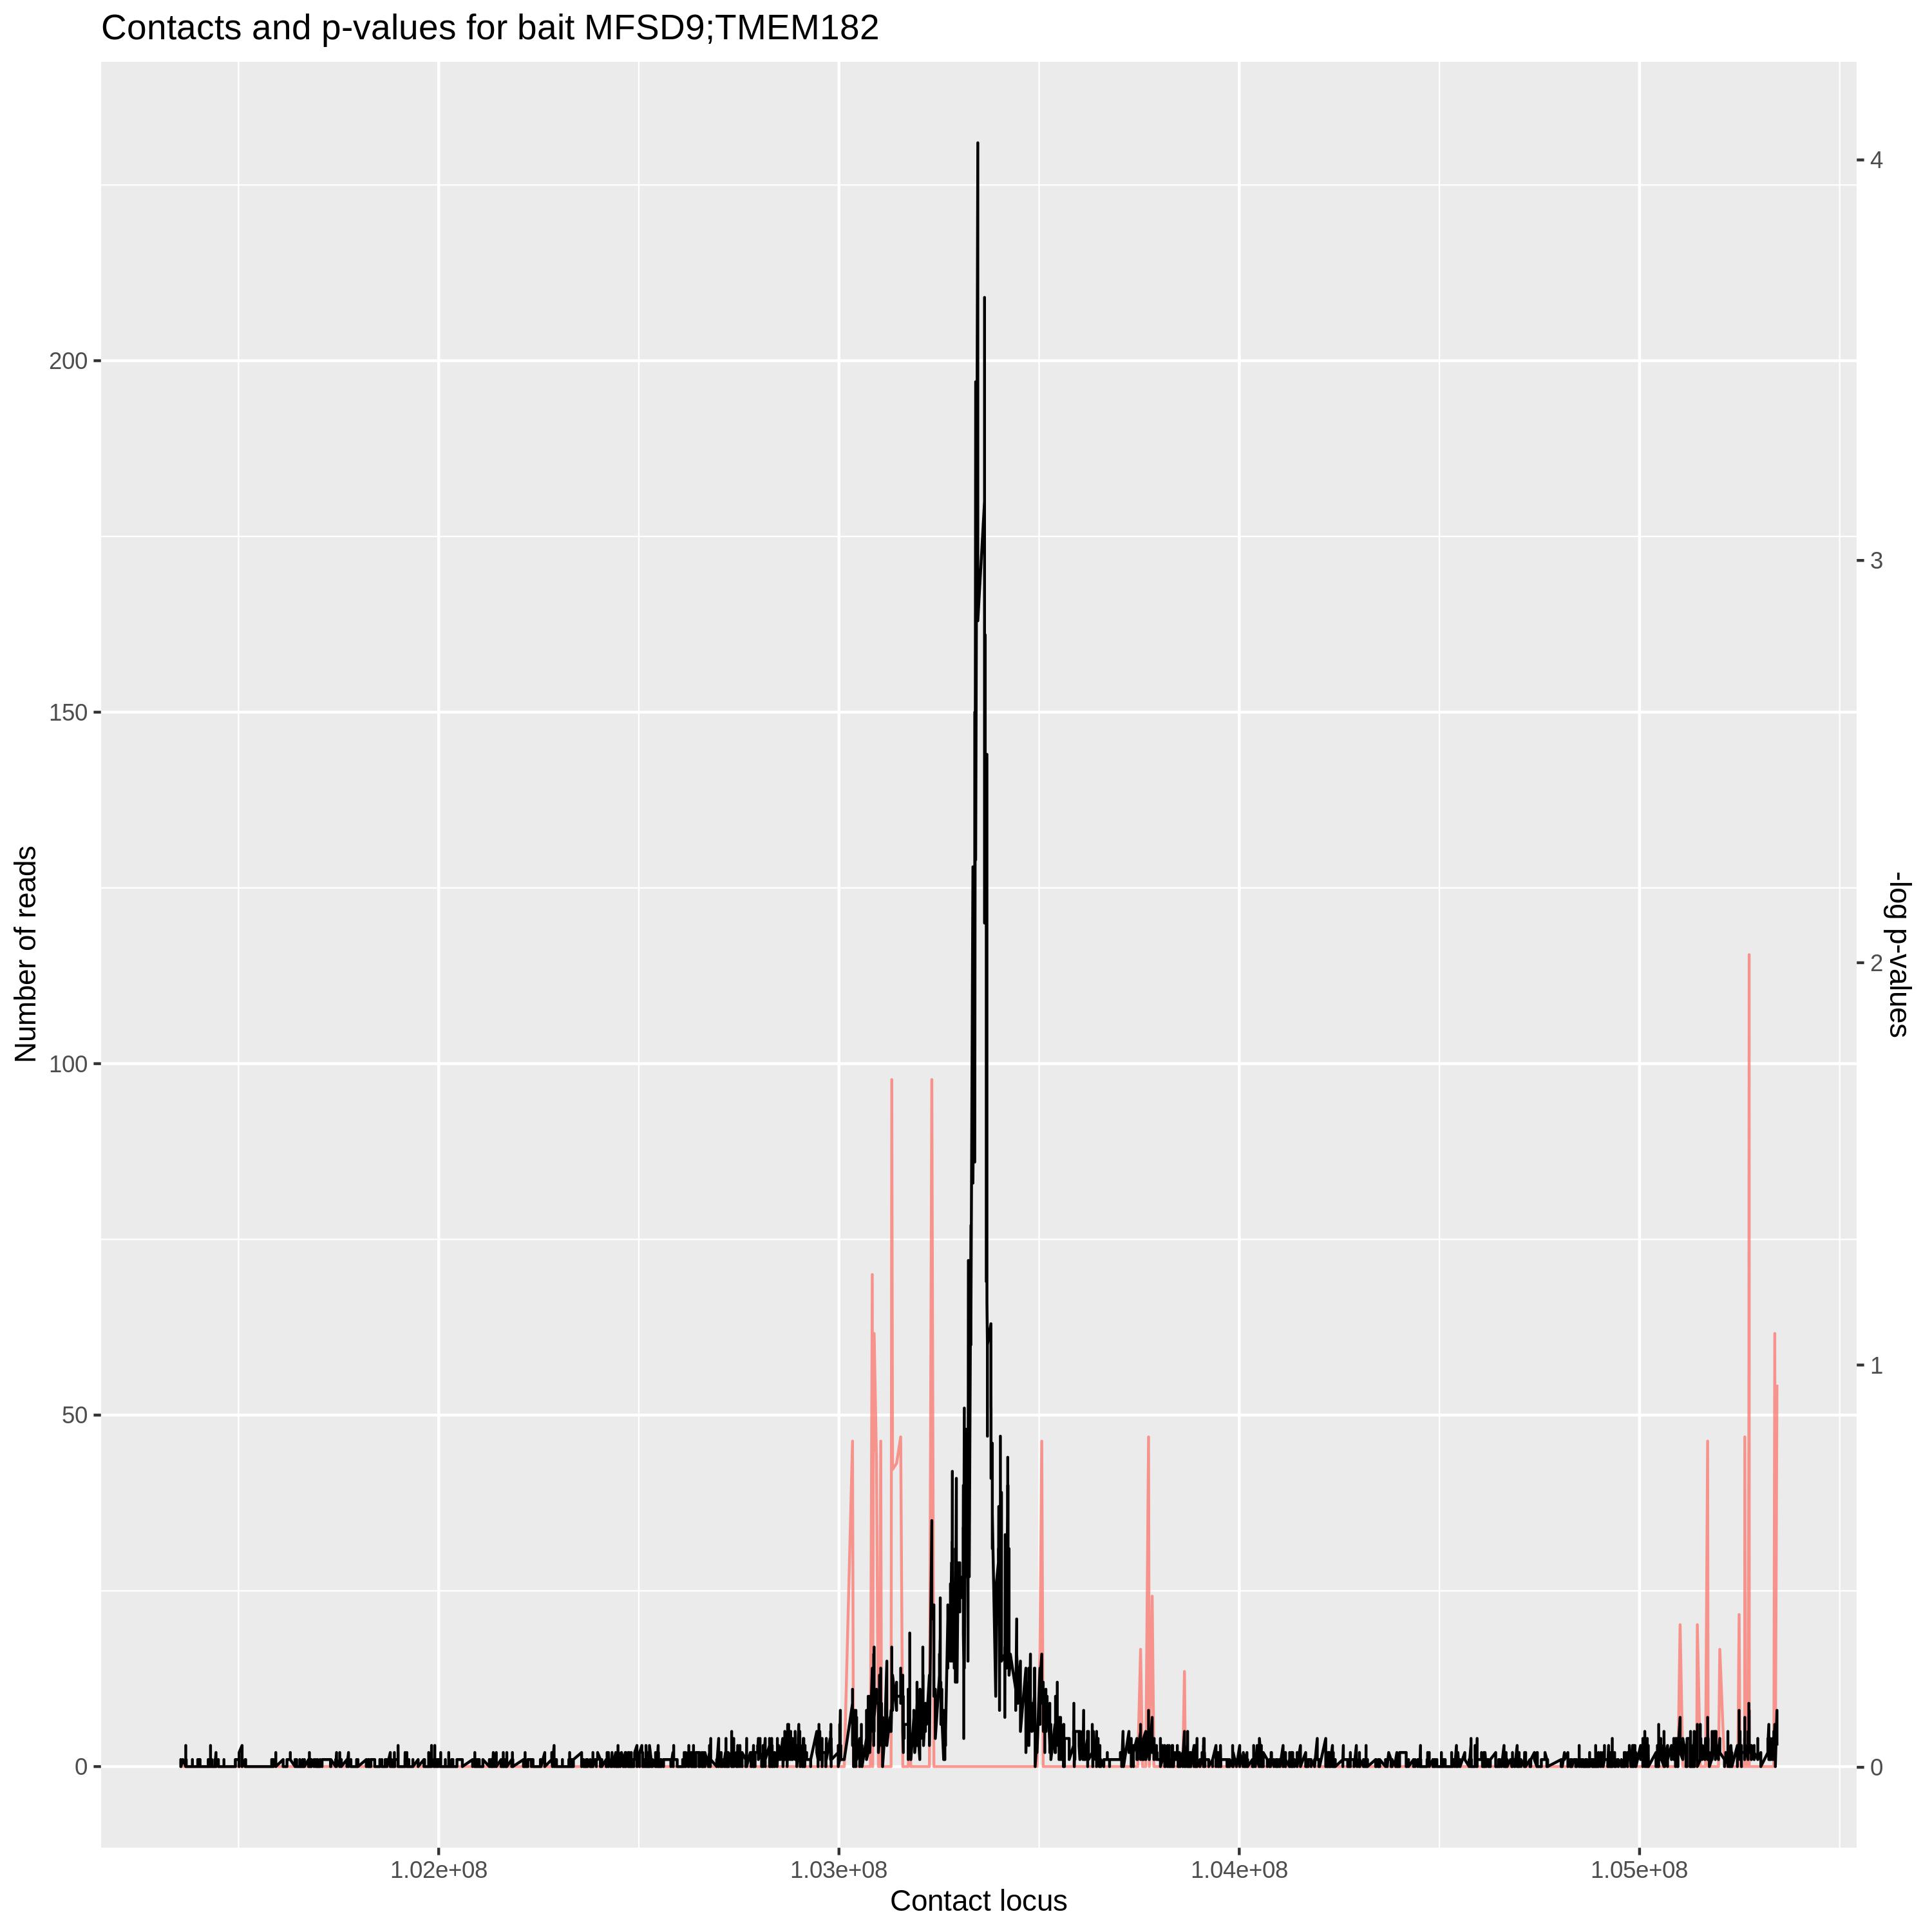 Contacts and p-values for bait MFSD9;TMEM182
Number of reads
200
150
100
50
0
4
3
2
1
0
-log p-values
1.02e+08
1.03e+08
1.04e+08
1.05e+08
Contact locus